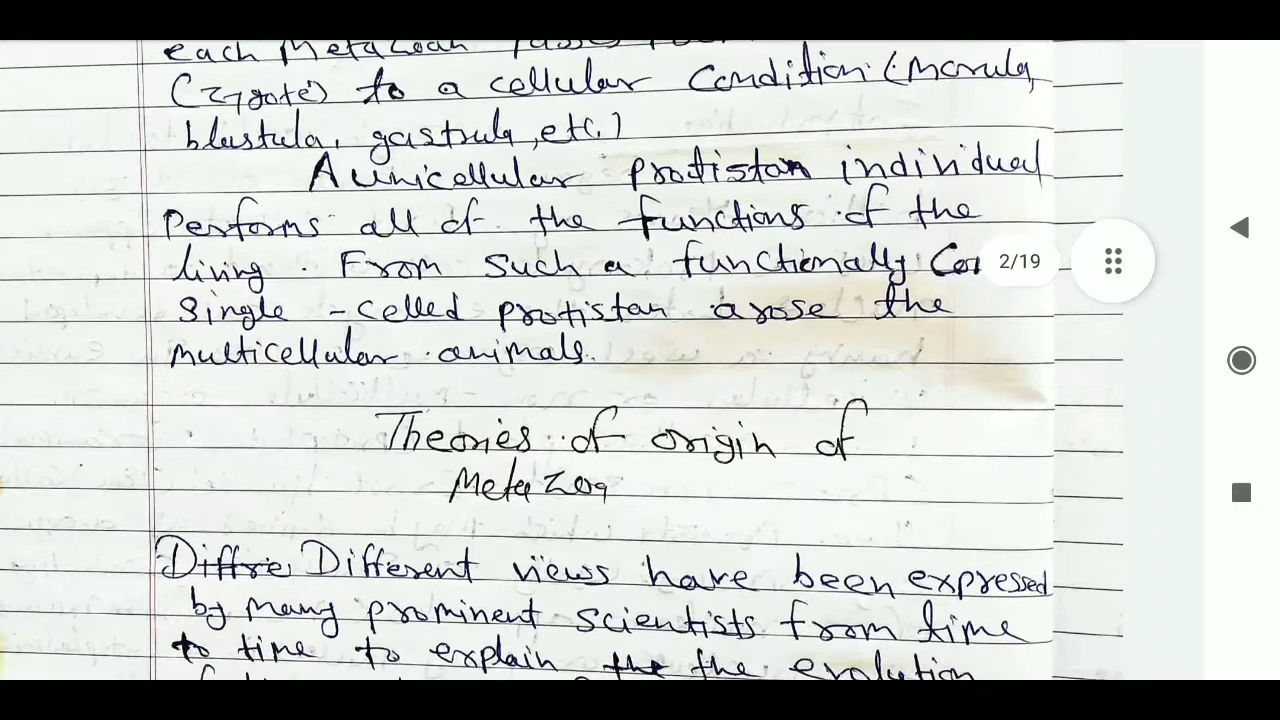 each Metazoan
(Zygote) to a cellular Condition (Morula,
blastula, gastrula, etc.)
A unicellular protistan individual
Performs all of the functions of the
living. From such a functionally
2/19
single-celled protistan arose the
multicellular animals.
Theories of origin of
Metazoa
Diffre Different views have been expressed
by many prominent scientists from time
to time to explain the the evolution